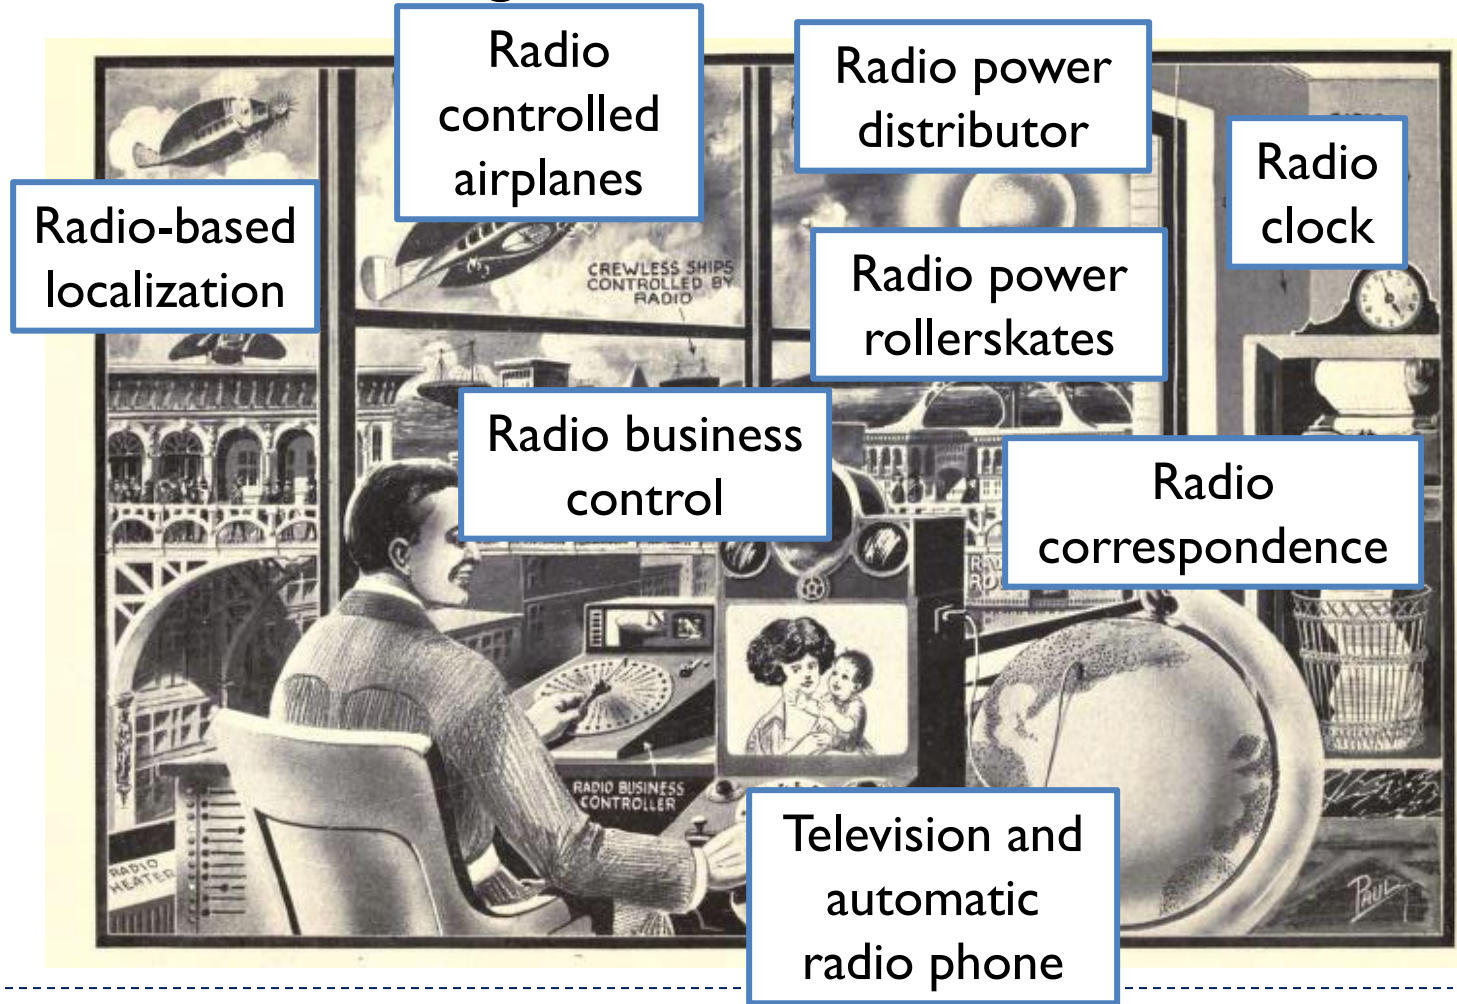 Radio
controlled
airplanes
Radio power
distributor
Radio
clock
Radio-based
localization
Radio power
rollerskates
CREWLESS SHIPS
CONTROLLED BY
RADIO
Radio business
control
Radio
correspondence
RADIO BUSINESS
CONTROLLER
Television and
automatic
radio phone
RADIO
HEATER
PAUL